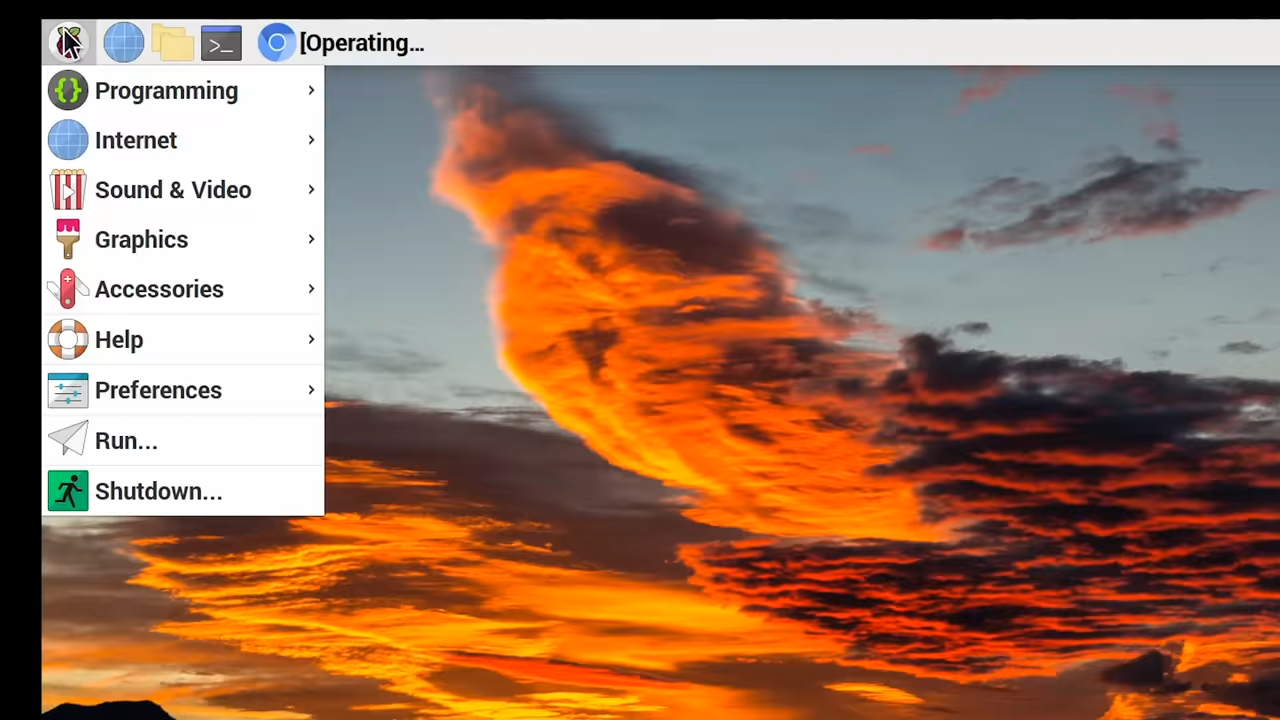 [Operating...
Programming
Internet
Sound & Video
Graphics
Accessories
Help
Preferences
Run...
Shutdown...